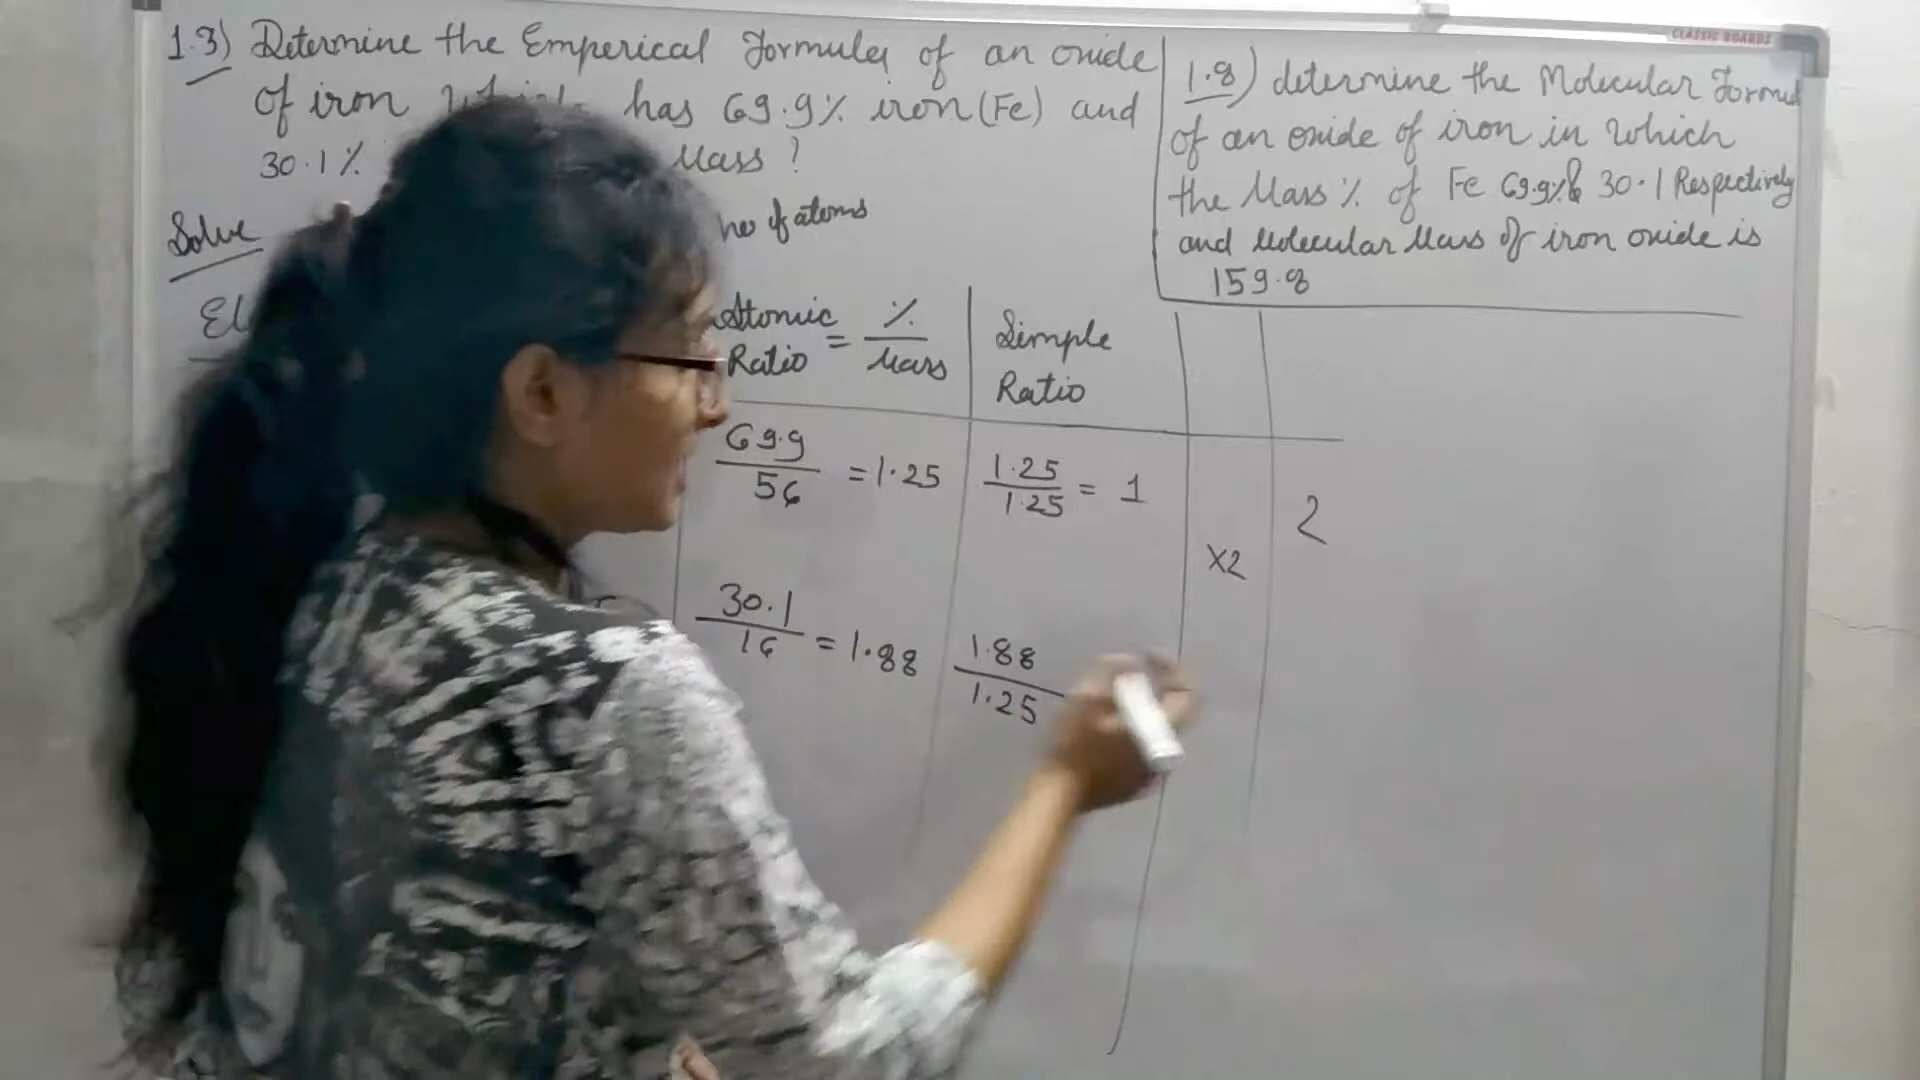 1.3) Determine the Emperical Formula of an oxide
of iron which has 69.9% iron (Fe) and
30.1% Mass ?
Solve no of atoms
El
Atomic Ratio = % / Mass
Simple Ratio
69.9 / 56 = 1.25
1.25 / 1.25 = 1
×2
2
30.1 / 16 = 1.88
1.88 / 1.25
CLASSIC BOARDS
1.8) determine the Molecular Formul
of an oxide of iron in which
the Mass % of Fe 69.9% & 30.1 Respectively
and Molecular Mass of iron oxide is
159.8